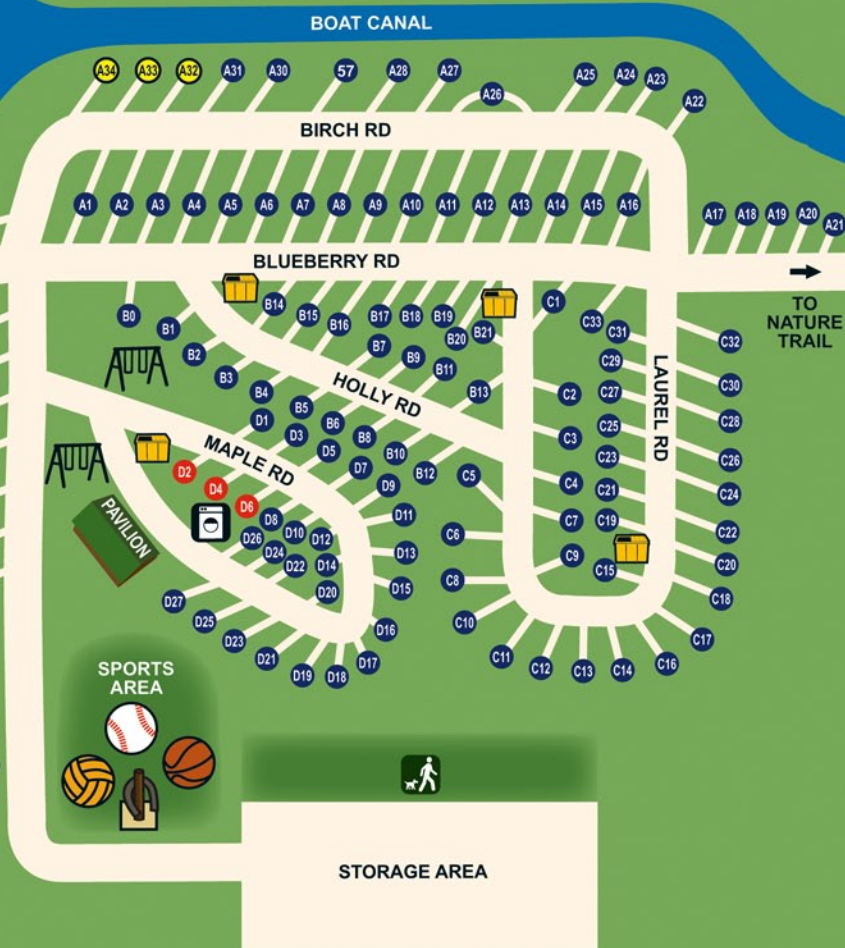 BOAT CANAL
A34 A33 A32 A31 A30 57 A28 A27 A26 A25 A24 A23 A22
BIRCH RD
A1 A2 A3 A4 A5 A6 A7 A8 A9 A10 A11 A12 A13 A14 A15 A16
A17 A18 A19 A20 A21
BLUEBERRY RD
TO
NATURE
TRAIL
B0 B1 B2 B3 B4 B5 B6 B8 B10 B12
B14 B15 B16 B17 B18 B19 B20 B21
B7 B9 B11 B13
HOLLY RD
C1 C2 C3 C4 C7 C9
C33 C31 C29 C27 C25 C23 C21 C19 C15
LAUREL RD
C32 C30 C28 C26 C24 C22 C20 C18
C5 C6 C8 C10 C11 C12 C13 C14 C16 C17
D1 D3 D5 D7 D9 D11 D13 D15 D16 D17
MAPLE RD
D2 D4 D6 D8 D10 D12
D26 D24 D22 D14 D20
D27 D25 D23 D21 D19 D18
PAVILION
SPORTS
AREA
STORAGE AREA